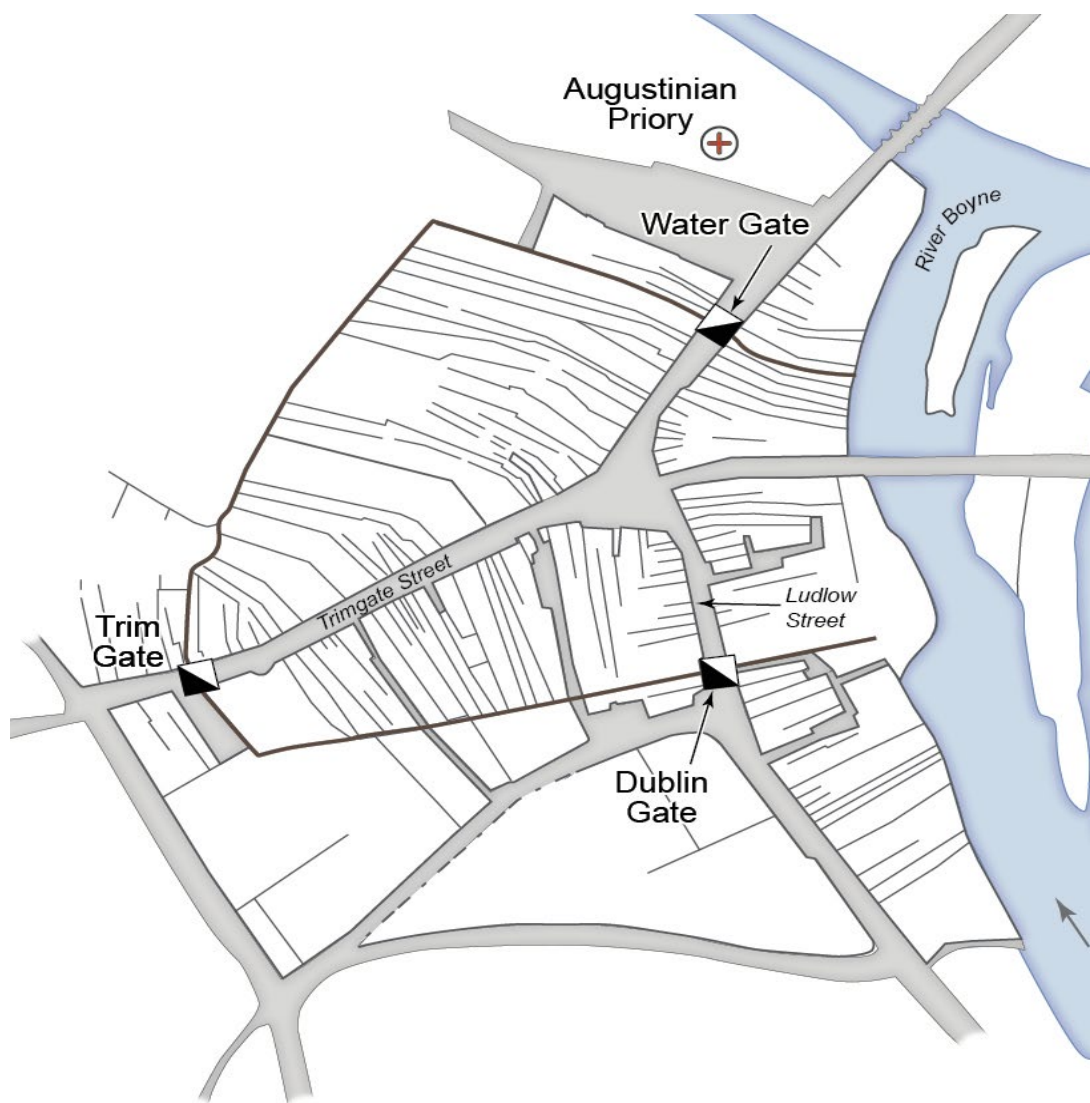 Augustinian
Priory
Water Gate
River Boyne
Trimgate Street
Ludlow
Street
Trim
Gate
Dublin
Gate